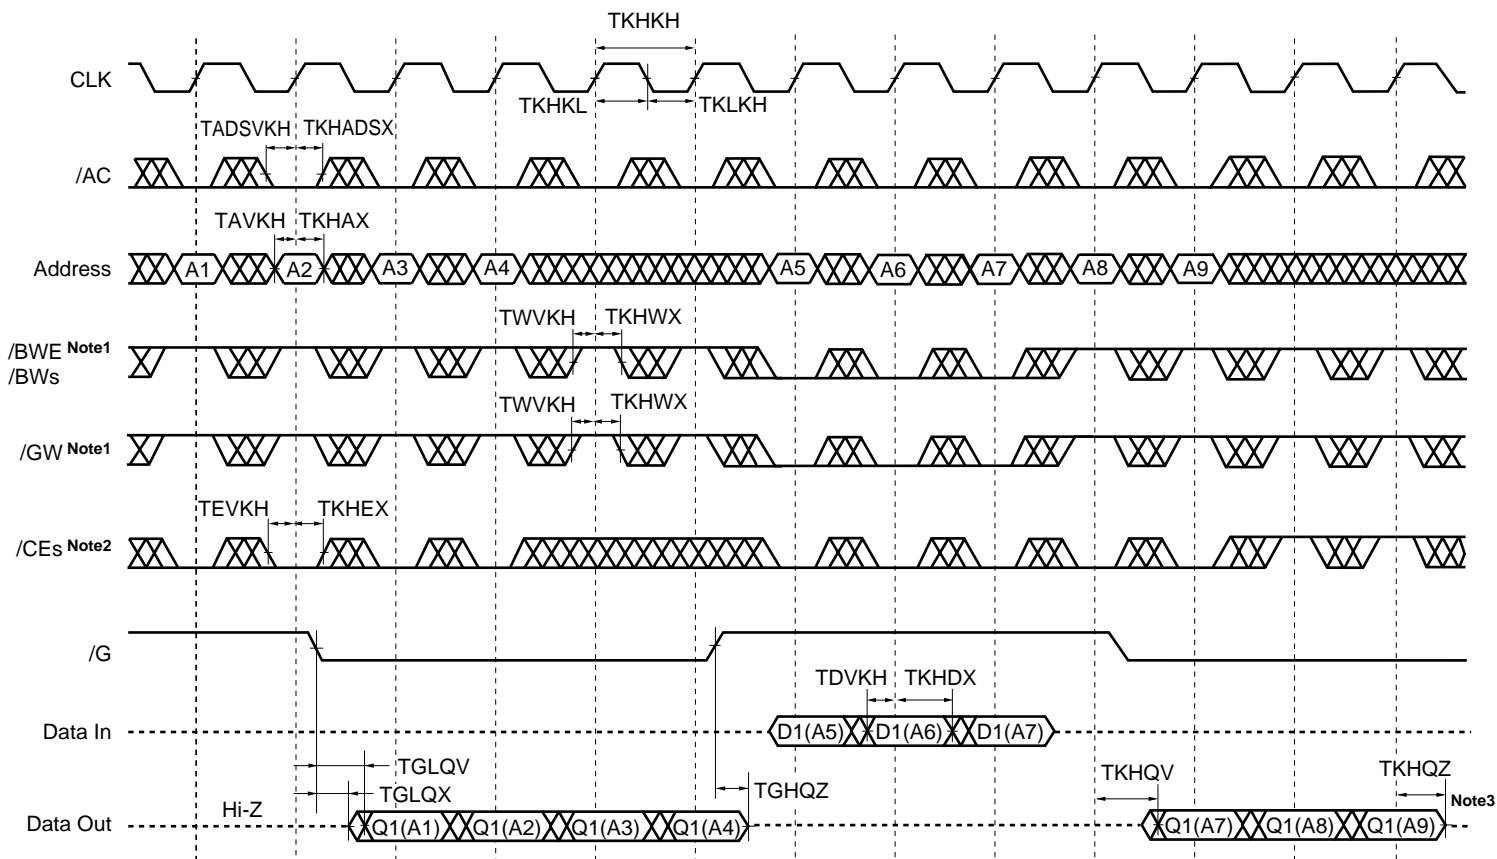 TKHKH
CLK
TKHKL TKLKH
TADSVKH TKHADSX
/AC
TAVKH TKHAX
Address A1 A2 A3 A4 A5 A6 A7 A8 A9
TWVKH TKHWX
/BWE Note1
/BWs
TWVKH TKHWX
/GW Note1
TEVKH TKHEX
/CEs Note2
/G
TDVKH TKHDX
Data In D1(A5) D1(A6) D1(A7)
TGLQV TKHQV TKHQZ
TGLQX TGHQZ
Hi-Z Note3
Data Out Q1(A1) Q1(A2) Q1(A3) Q1(A4) Q1(A7) Q1(A8) Q1(A9)